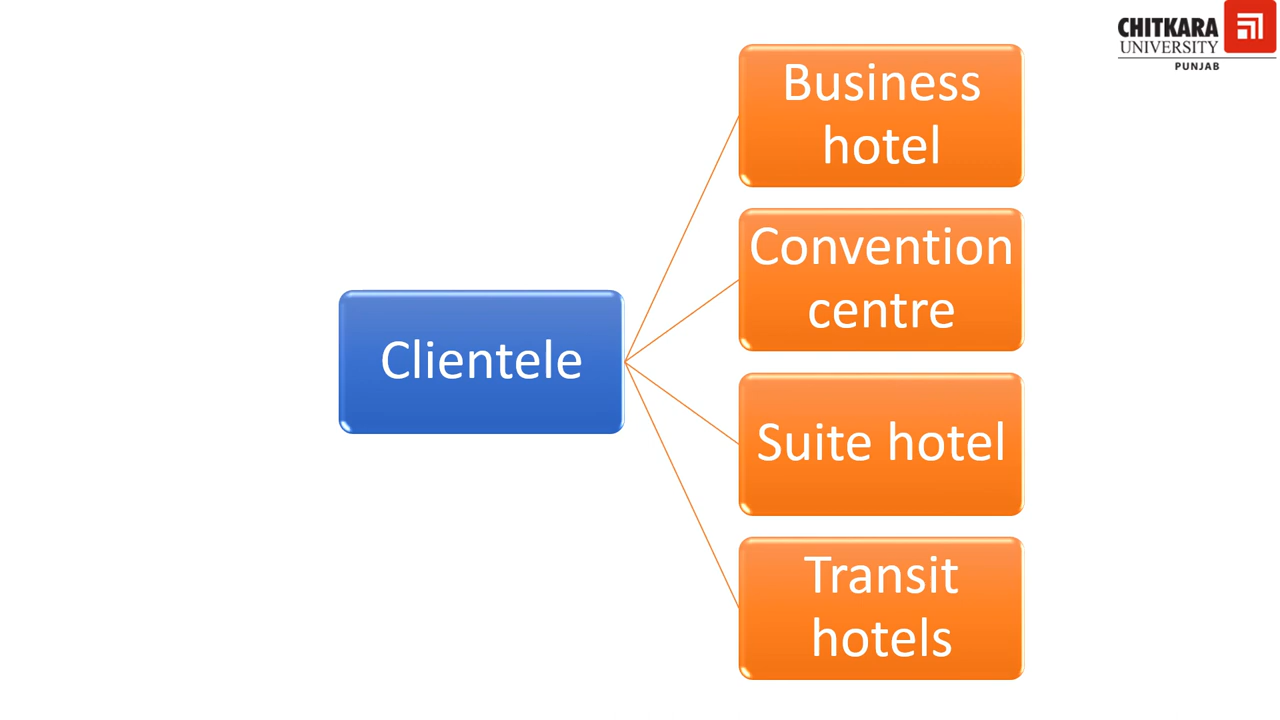 CHITKARA
UNIVERSITY
PUNJAB
Business
hotel
Convention
centre
Clientele
Suite hotel
Transit
hotels